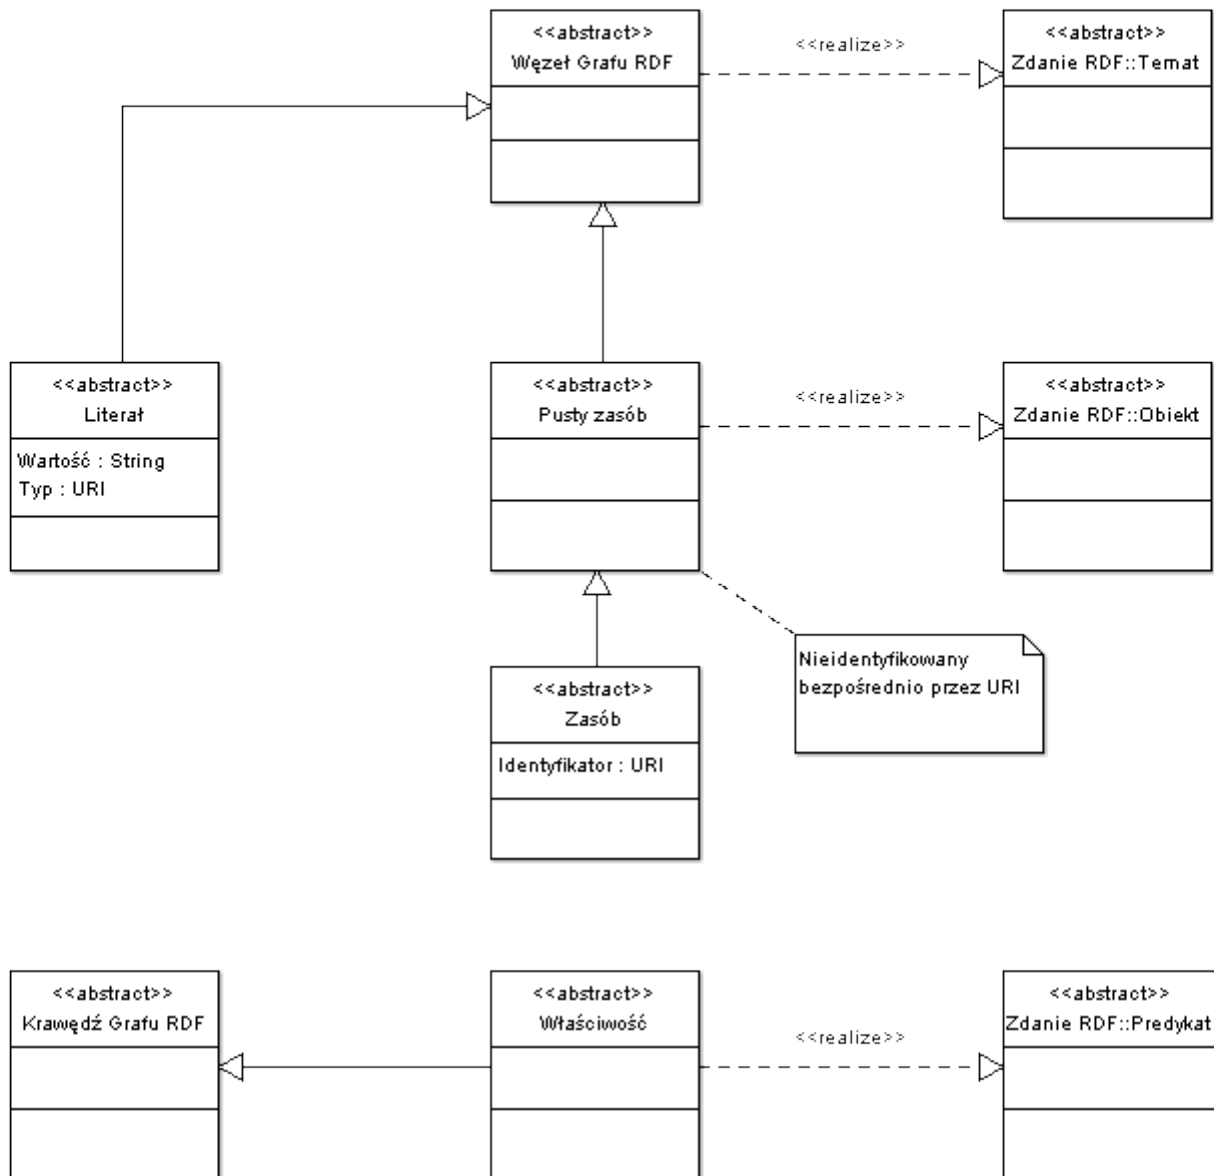 <<abstract>>
Węzeł Grafu RDF
<<realize>>
<<abstract>>
Zdanie RDF::Temat
<<abstract>>
Literał
Wartość : String
Typ : URI
<<abstract>>
Pusty zasób
<<realize>>
<<abstract>>
Zdanie RDF::Obiekt
Nieidentyfikowany
bezpośrednio przez URI
<<abstract>>
Zasób
Identyfikator : URI
<<abstract>>
Krawędź Grafu RDF
<<abstract>>
Właściwość
<<realize>>
<<abstract>>
Zdanie RDF::Predykat